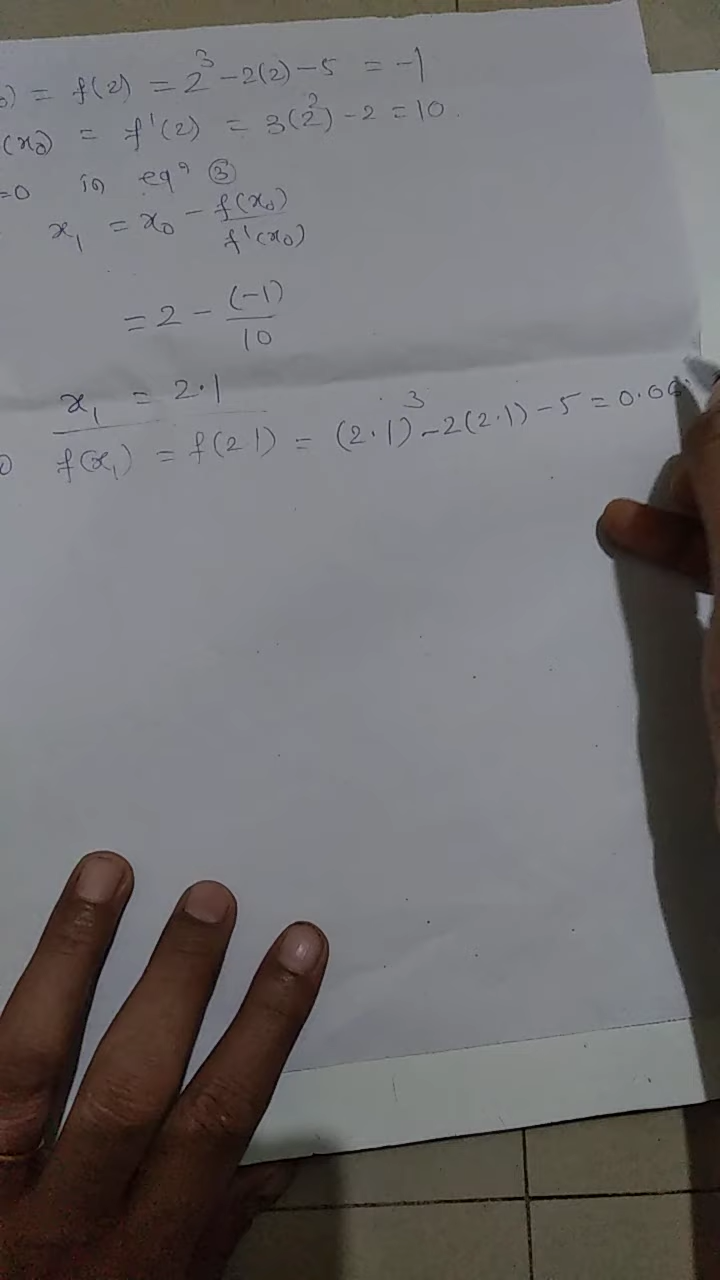 ) = f(2) = 2³ - 2(2) - 5 = -1
(x₀) = f'(2) = 3(2²) - 2 = 10.
=0 in eqⁿ ③
x₁ = x₀ - f(x₀)/f'(x₀)
= 2 - (-1)/10
x₁ = 2.1
f(x₁) = f(2.1) = (2.1)³ - 2(2.1) - 5 = 0.06